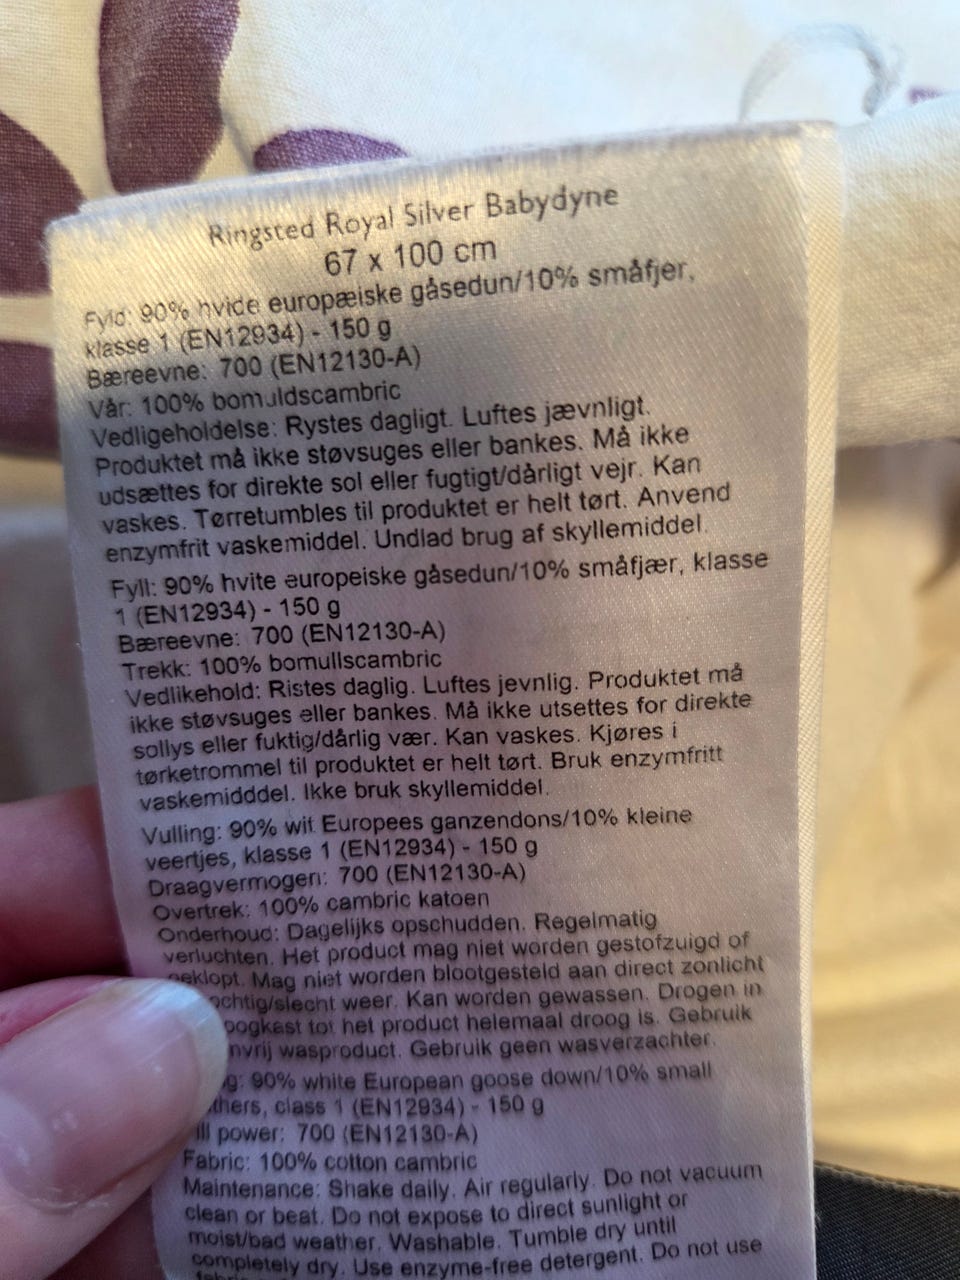 Ringsted Royal Silver Babydyne
67 x 100 cm
Fyld: 90% hvide europæiske gåsedun/10% småfjer,
klasse 1 (EN12934) - 150 g
Bæreevne: 700 (EN12130-A)
Vår: 100% bomuldscambric
Vedligeholdelse: Rystes dagligt. Luftes jævnligt.
Produktet må ikke støvsuges eller bankes. Må ikke
udsættes for direkte sol eller fugtigt/dårligt vejr. Kan
vaskes. Tørretumbles til produktet er helt tørt. Anvend
enzymfrit vaskemiddel. Undlad brug af skyllemiddel.
Fyll: 90% hvite europeiske gåsedun/10% småfjær, klasse
1 (EN12934) - 150 g
Bæreevne: 700 (EN12130-A)
Trekk: 100% bomullscambric
Vedlikehold: Ristes daglig. Luftes jevnlig. Produktet må
ikke støvsuges eller bankes. Må ikke utsettes for direkte
sollys eller fuktig/dårlig vær. Kan vaskes. Kjøres i
tørketrommel til produktet er helt tørt. Bruk enzymfritt
vaskemidddel. Ikke bruk skyllemiddel.
Vulling: 90% wit Europees ganzendons/10% kleine
veertjes, klasse 1 (EN12934) - 150 g
Draagvermogen: 700 (EN12130-A)
Overtrek: 100% cambric katoen
Onderhoud: Dagelijks opschudden. Regelmatig
verluchten. Het product mag niet worden gestofzuigd of
geklopt. Mag niet worden blootgesteld aan direct zonlicht
ochtig/slecht weer. Kan worden gewassen. Drogen in
oogkast tot het product helemaal droog is. Gebruik
nvrij wasproduct. Gebruik geen wasverzachter.
g: 90% white European goose down/10% small
thers, class 1 (EN12934) - 150 g
ill power: 700 (EN12130-A)
Fabric: 100% cotton cambric
Maintenance: Shake daily. Air regularly. Do not vacuum
clean or beat. Do not expose to direct sunlight or
moist/bad weather. Washable. Tumble dry until
completely dry. Use enzyme-free detergent. Do not use